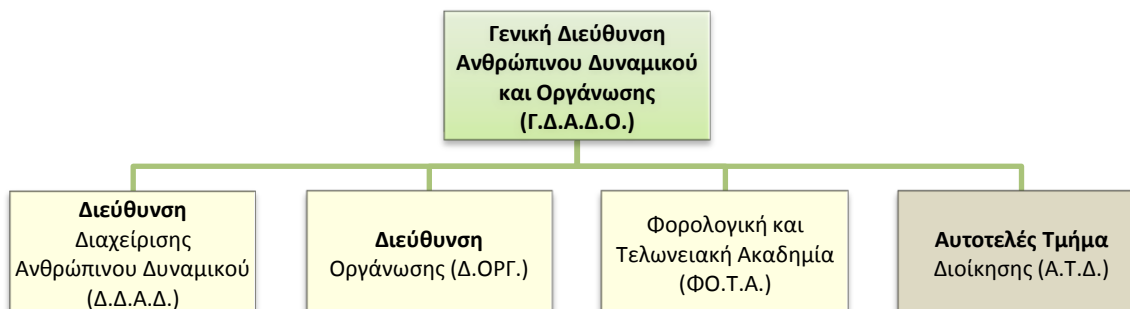 Γενική Διεύθυνση
Ανθρώπινου Δυναμικού
και Οργάνωσης
(Γ.Δ.Α.Δ.Ο.)
Διεύθυνση
Διαχείρισης
Ανθρώπινου Δυναμικού
(Δ.Δ.Α.Δ.)
Διεύθυνση
Οργάνωσης (Δ.ΟΡΓ.)
Φορολογική και
Τελωνειακή Ακαδημία
(ΦΟ.Τ.Α.)
Αυτοτελές Τμήμα
Διοίκησης (Α.Τ.Δ.)